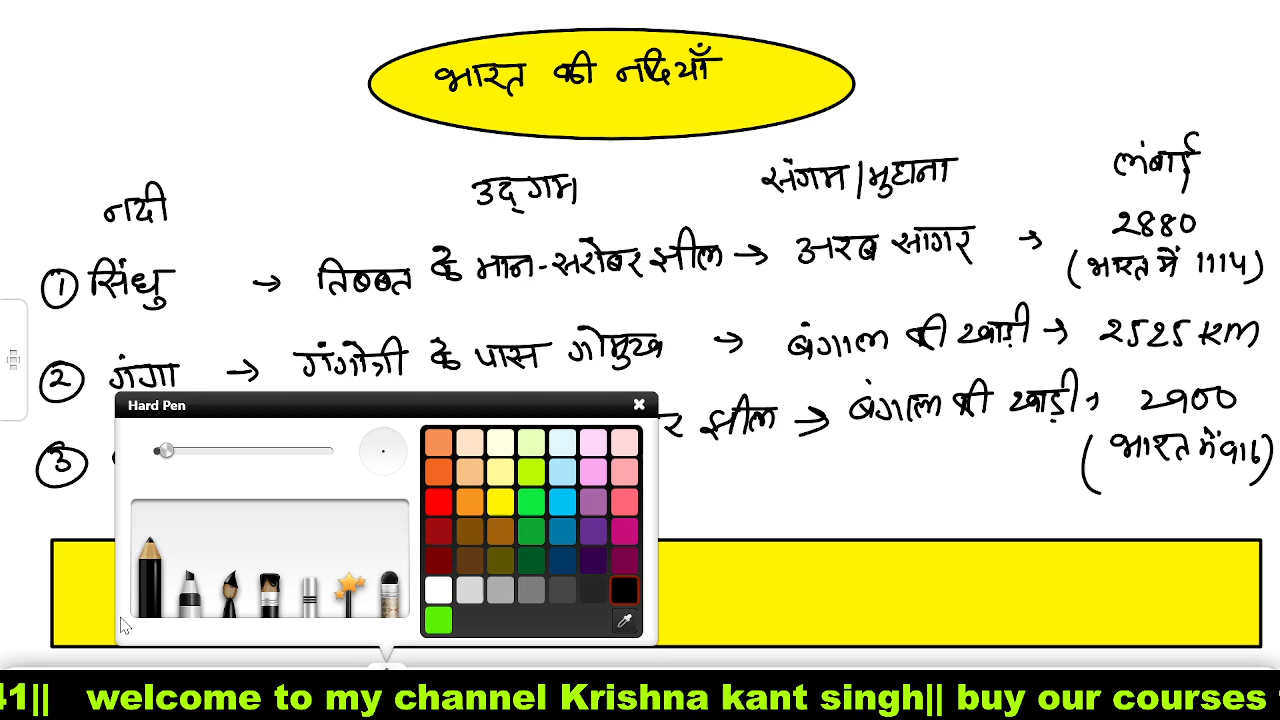 भारत की नदियाँ
नदी उद्गम संगम/मुहाना लंबाई
① सिंधु → तिब्बत के मान-सरोबर झील → अरब सागर → 2880
(भारत में 1114)
② गंगा → गंगोत्री के पास गोमुख → बंगाल की खाड़ी → 2525 KM
③ र झील → बंगाल की खाड़ी → 2900
(भारत में 916)
Hard Pen
41|| welcome to my channel Krishna kant singh|| buy our courses